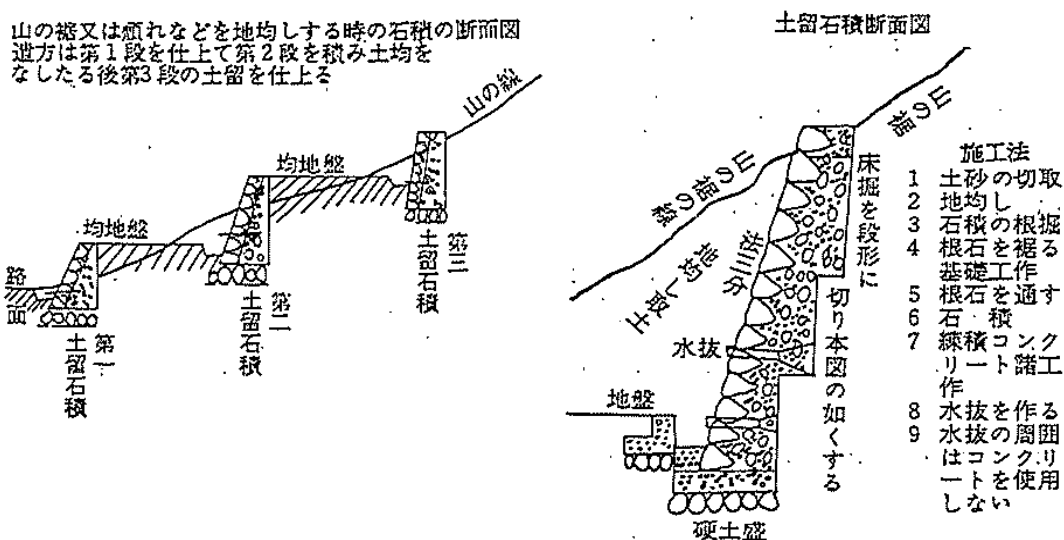 山の裾又は頽れなどを地均しする時の石積の断面図
遣方は第1段を仕上て第2段を積み土均を
なしたる後第3段の土留を仕上る
山の線
均地盤
均地盤
路面
第一
土留石積
第二
土留石積
第三
土留石積
土留石積断面図
山の裾
山の裾の線
法三分
地均し取土
水抜
地盤
硬土盛
床掘を段形に
切り本図の如くする
施工法
1 土砂の切取
2 地均し
3 石積の根掘
4 根石を裾る
基礎工作
5 根石を通す
6 石積
7 練積コンク
リート諸工
作
8 水抜を作る
9 水抜の周囲
はコンクリ
ートを使用
しない